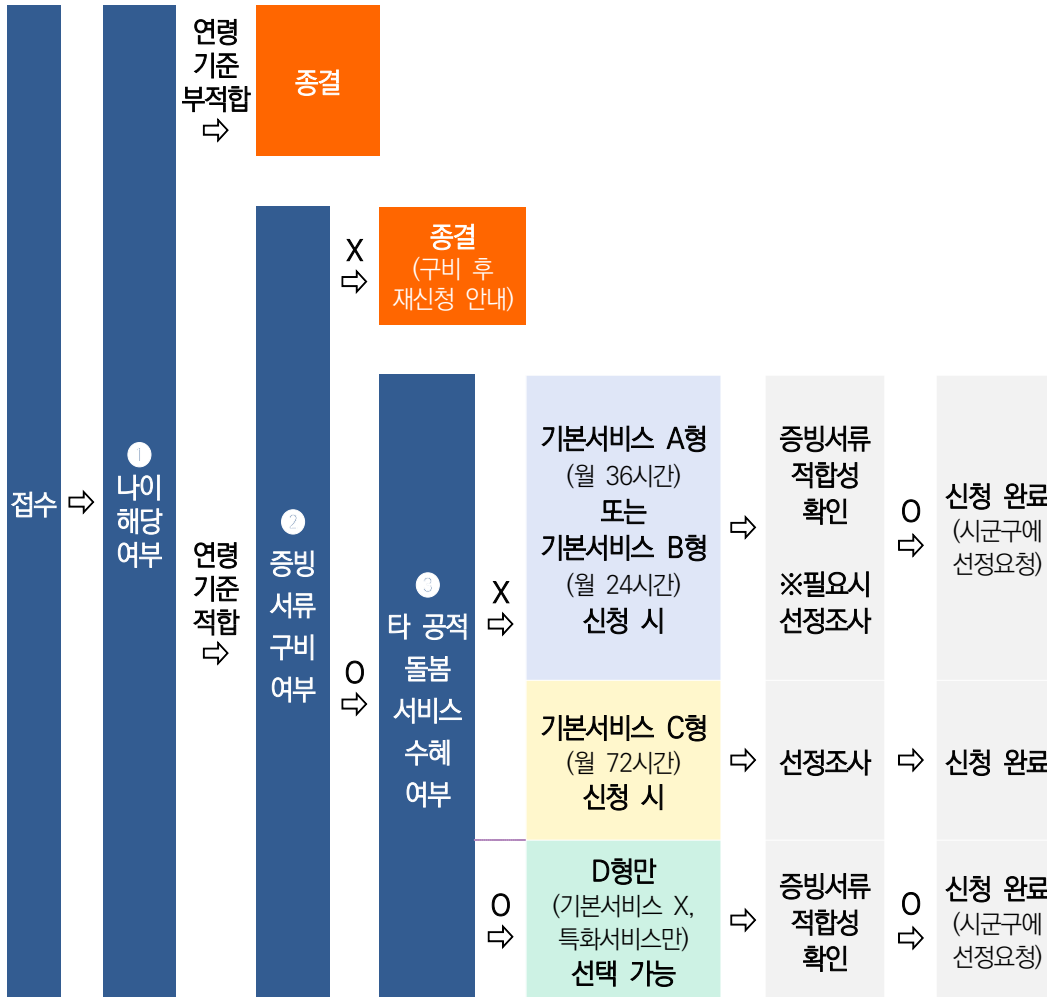 접수
⇨
❶
나이
해당
여부
연령
기준
부적합
⇨
종결
연령
기준
적합
⇨
❷
증빙
서류
구비
여부
X
⇨
종결
(구비 후
재신청 안내)
O
⇨
❸
타 공적
돌봄
서비스
수혜
여부
X
⇨
기본서비스 A형
(월 36시간)
또는
기본서비스 B형
(월 24시간)
신청 시
⇨
증빙서류
적합성
확인
※필요시
선정조사
O
⇨
신청 완료
(시군구에
선정요청)
기본서비스 C형
(월 72시간)
신청 시
⇨
선정조사
⇨
신청 완료
O
⇨
D형만
(기본서비스 X,
특화서비스만)
선택 가능
⇨
증빙서류
적합성
확인
O
⇨
신청 완료
(시군구에
선정요청)